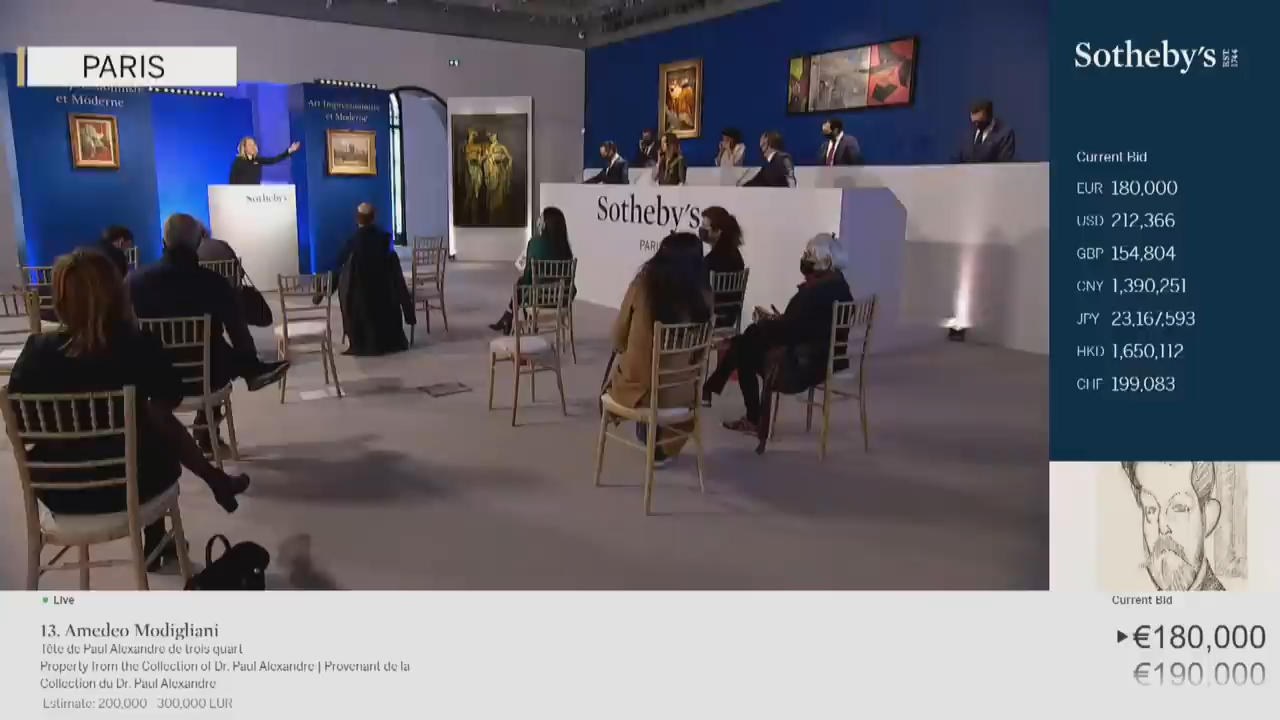 PARIS
et Moderne
Art Impressionniste
et Moderne
Sotheby's
Sotheby's
Sotheby's EST. 1744
Current Bid
EUR 180,000
USD 212,366
GBP 154,804
CNY 1,390,251
JPY 23,167,593
HKD 1,650,112
CHF 199,083
Live
13. Amedeo Modigliani
Tête de Paul Alexandre de trois quart
Property from the Collection of Dr. Paul Alexandre | Provenant de la
Collection du Dr. Paul Alexandre
Estimate: 200,000 - 300,000 EUR
Current Bid
€180,000
€190,000